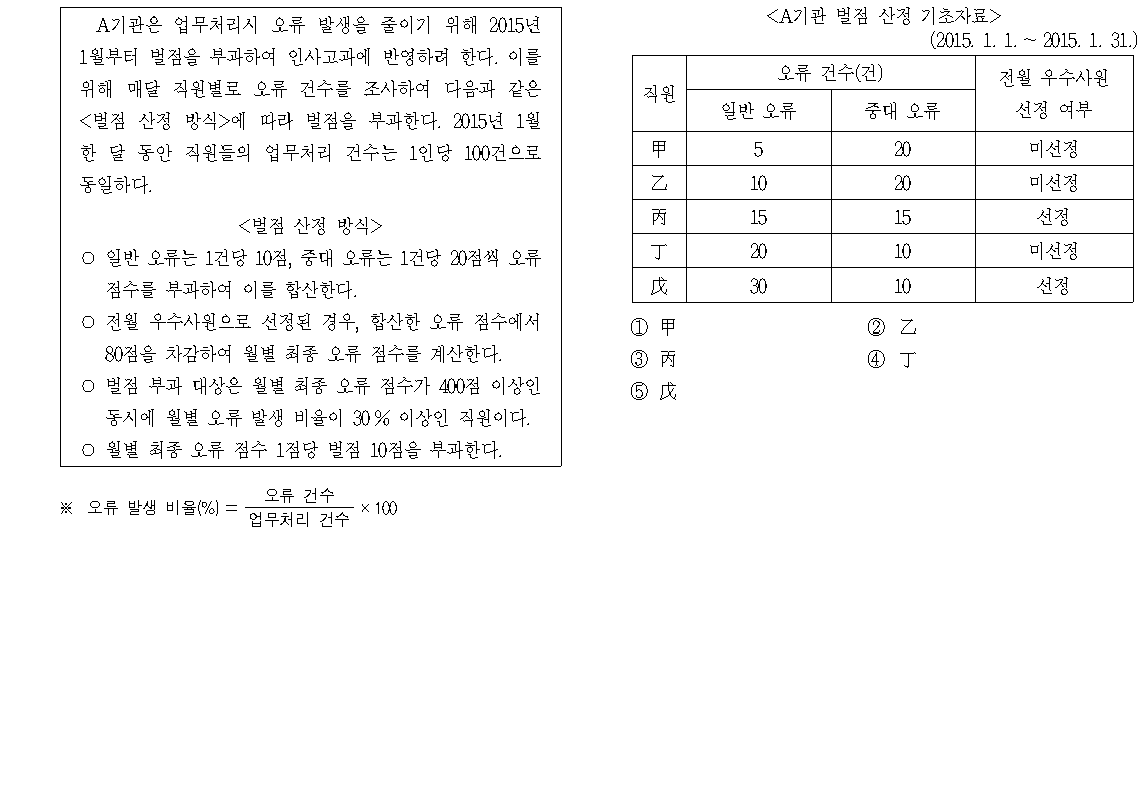 A기관은 업무처리시 오류 발생을 줄이기 위해 2015년
1월부터 벌점을 부과하여 인사고과에 반영하려 한다. 이를
위해 매달 직원별로 오류 건수를 조사하여 다음과 같은
<벌점 산정 방식>에 따라 벌점을 부과한다. 2015년 1월
한 달 동안 직원들의 업무처리 건수는 1인당 100건으로
동일하다.
<벌점 산정 방식>
○ 일반 오류는 1건당 10점, 중대 오류는 1건당 20점씩 오류
점수를 부과하여 이를 합산한다.
○ 전월 우수사원으로 선정된 경우, 합산한 오류 점수에서
80점을 차감하여 월별 최종 오류 점수를 계산한다.
○ 벌점 부과 대상은 월별 최종 오류 점수가 400점 이상인
동시에 월별 오류 발생 비율이 30% 이상인 직원이다.
○ 월별 최종 오류 점수 1점당 벌점 10점을 부과한다.
※ 오류 발생 비율(%) = 오류 건수 / 업무처리 건수 × 100
<A기관 벌점 산정 기초자료>
(2015. 1. 1. ~ 2015. 1. 31.)
직원 오류 건수(건) 전월 우수사원 선정 여부
일반 오류 중대 오류
甲 5 20 미선정
乙 10 20 미선정
丙 15 15 선정
丁 20 10 미선정
戊 30 10 선정
① 甲 ② 乙
③ 丙 ④ 丁
⑤ 戊